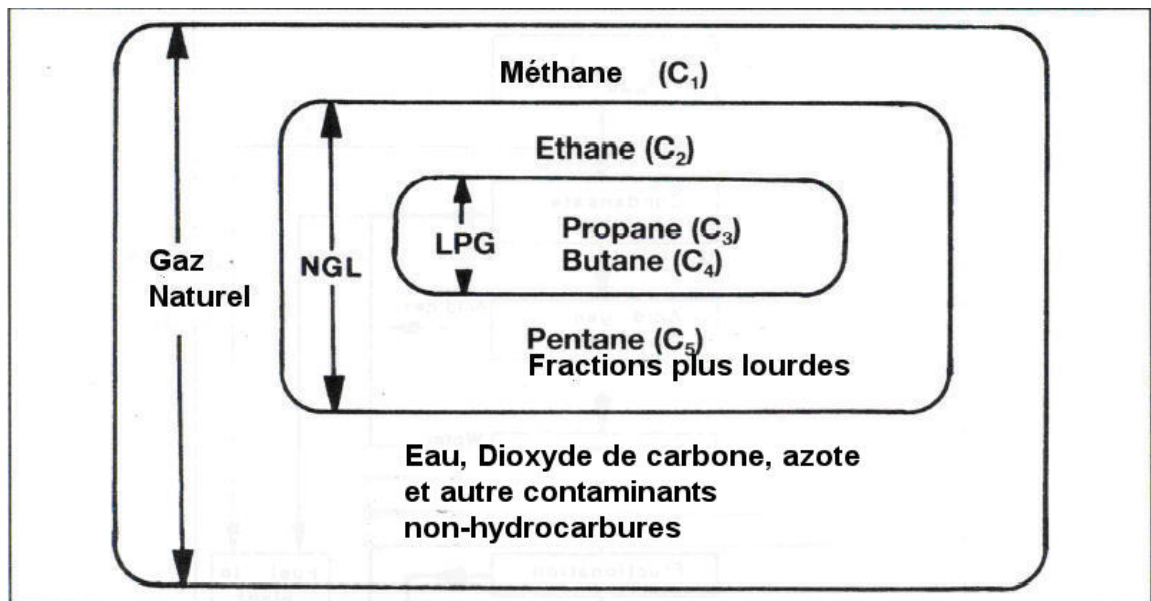 Méthane (C₁)
Ethane (C₂)
Propane (C₃)
Butane (C₄)
LPG
NGL
Gaz
Naturel
Pentane (C₅)
Fractions plus lourdes
Eau, Dioxyde de carbone, azote
et autre contaminants
non-hydrocarbures